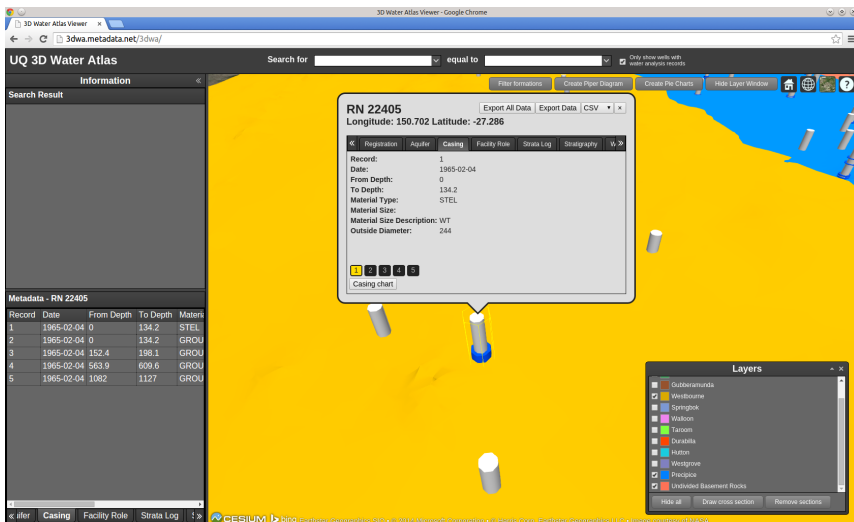 3D Water Atlas Viewer - Google Chrome
3D Water Atlas Viewer ×
3dwa.metadata.net/3dwa/
UQ 3D Water Atlas
Search for
equal to
Only show wells with
water analysis records
Information «
Search Result
Filter formations Create Piper Diagram Create Pie Charts Hide Layer Window ?
RN 22405
Export All Data Export Data CSV ×
Longitude: 150.702 Latitude: -27.286
« Registration Aquifer Casing Facility Role Strata Log Stratigraphy »
Record: 1
Date: 1965-02-04
From Depth: 0
To Depth: 134.2
Material Type: STEL
Material Size:
Material Size Description: WT
Outside Diameter: 244
1 2 3 4 5
Casing chart
Metadata - RN 22405
Record Date From Depth To Depth Materia
1 1965-02-04 0 134.2 STEL
2 1965-02-04 0 134.2 GROU
3 1965-02-04 152.4 198.1 GROU
4 1965-02-04 563.9 609.6 GROU
5 1965-02-04 1082 1127 GROU
« uifer Casing Facility Role Strata Log »
Layers - ×
Gubberamunda
Westbourne
Springbok
Walloon
Taroom
Durabilla
Hutton
Westgrove
Precipice
Undivided Basement Rocks
Hide all Draw cross section Remove sections
CESIUM bing